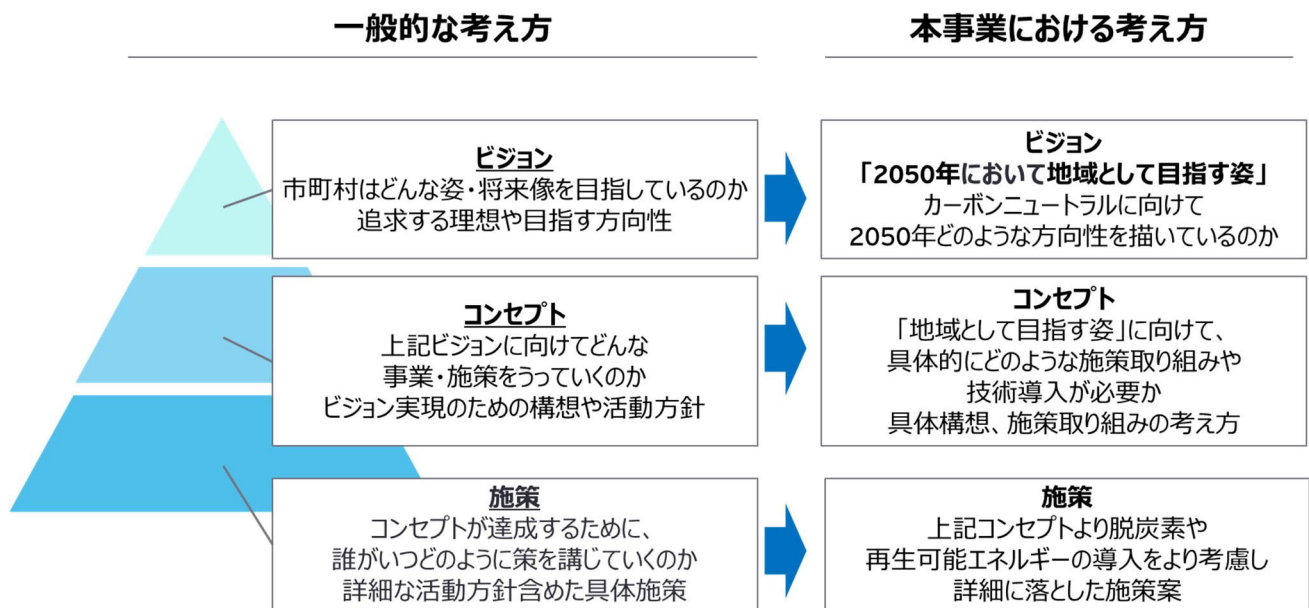 一般的な考え方
本事業における考え方
ビジョン
市町村はどんな姿・将来像を目指しているのか
追求する理想や目指す方向性
ビジョン
「2050年において地域として目指す姿」
カーボンニュートラルに向けて
2050年どのような方向性を描いているのか
コンセプト
上記ビジョンに向けてどんな
事業・施策をうっていくのか
ビジョン実現のための構想や活動方針
コンセプト
「地域として目指す姿」に向けて、
具体的にどのような施策取り組みや
技術導入が必要か
具体構想、施策取り組みの考え方
施策
コンセプトが達成するために、
誰がいつどのように策を講じていくのか
詳細な活動方針含めた具体施策
施策
上記コンセプトより脱炭素や
再生可能エネルギーの導入をより考慮し
詳細に落とした施策案